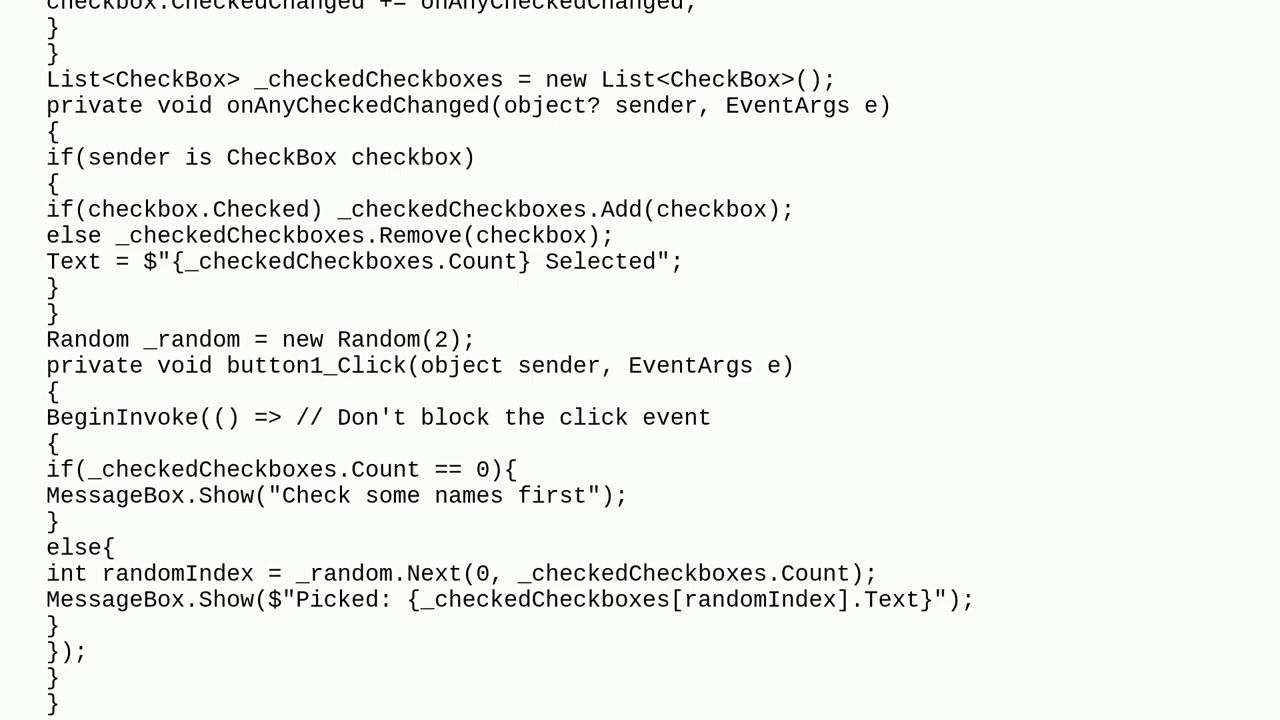 checkbox.CheckedChanged += onAnyCheckedChanged;
}
}
List<CheckBox> _checkedCheckboxes = new List<CheckBox>();
private void onAnyCheckedChanged(object? sender, EventArgs e)
{
if(sender is CheckBox checkbox)
{
if(checkbox.Checked) _checkedCheckboxes.Add(checkbox);
else _checkedCheckboxes.Remove(checkbox);
Text = $"{_checkedCheckboxes.Count} Selected";
}
}
Random _random = new Random(2);
private void button1_Click(object sender, EventArgs e)
{
BeginInvoke(() => // Don't block the click event
{
if(_checkedCheckboxes.Count == 0){
MessageBox.Show("Check some names first");
}
else{
int randomIndex = _random.Next(0, _checkedCheckboxes.Count);
MessageBox.Show($"Picked: {_checkedCheckboxes[randomIndex].Text}");
}
});
}
}